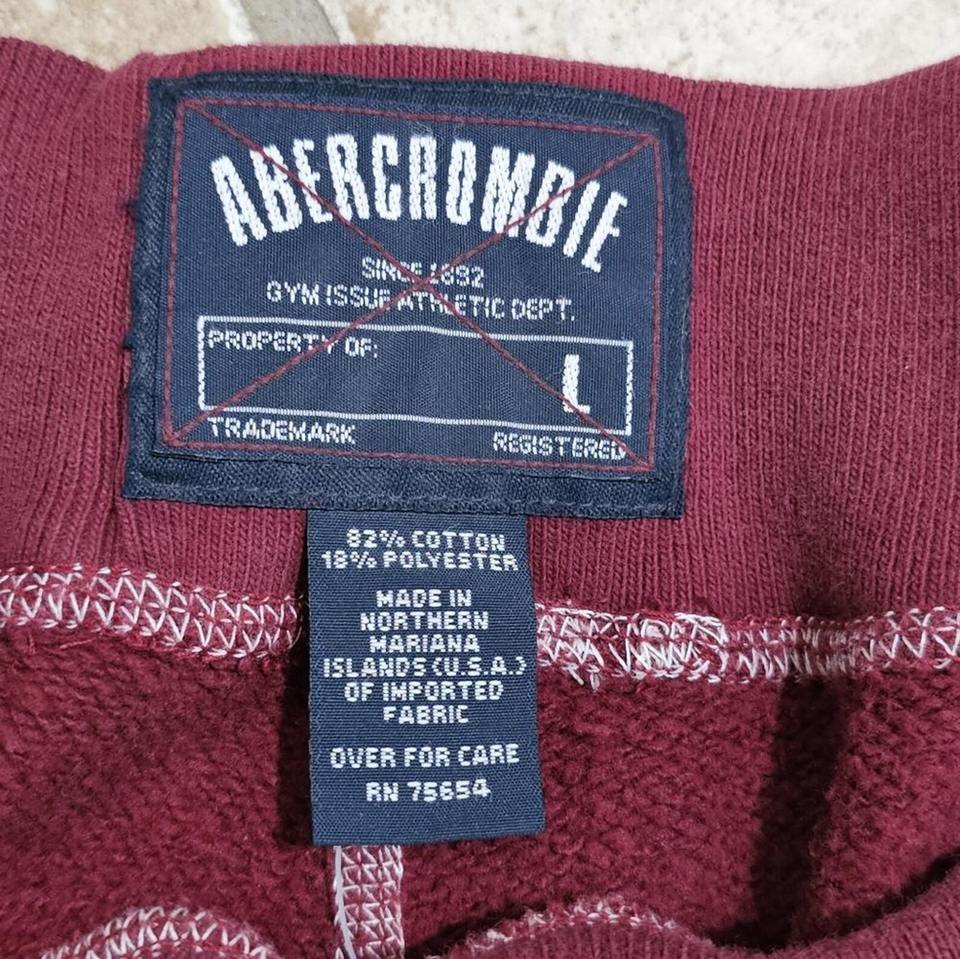 ABERCROMBIE
SINCE 1892
GYM ISSUE ATHLETIC DEPT.
PROPERTY OF:
L
TRADEMARK REGISTERED
82% COTTON
18% POLYESTER
MADE IN
NORTHERN
MARIANA
ISLANDS(U.S.A.)
OF IMPORTED
FABRIC
OVER FOR CARE
RN 75654